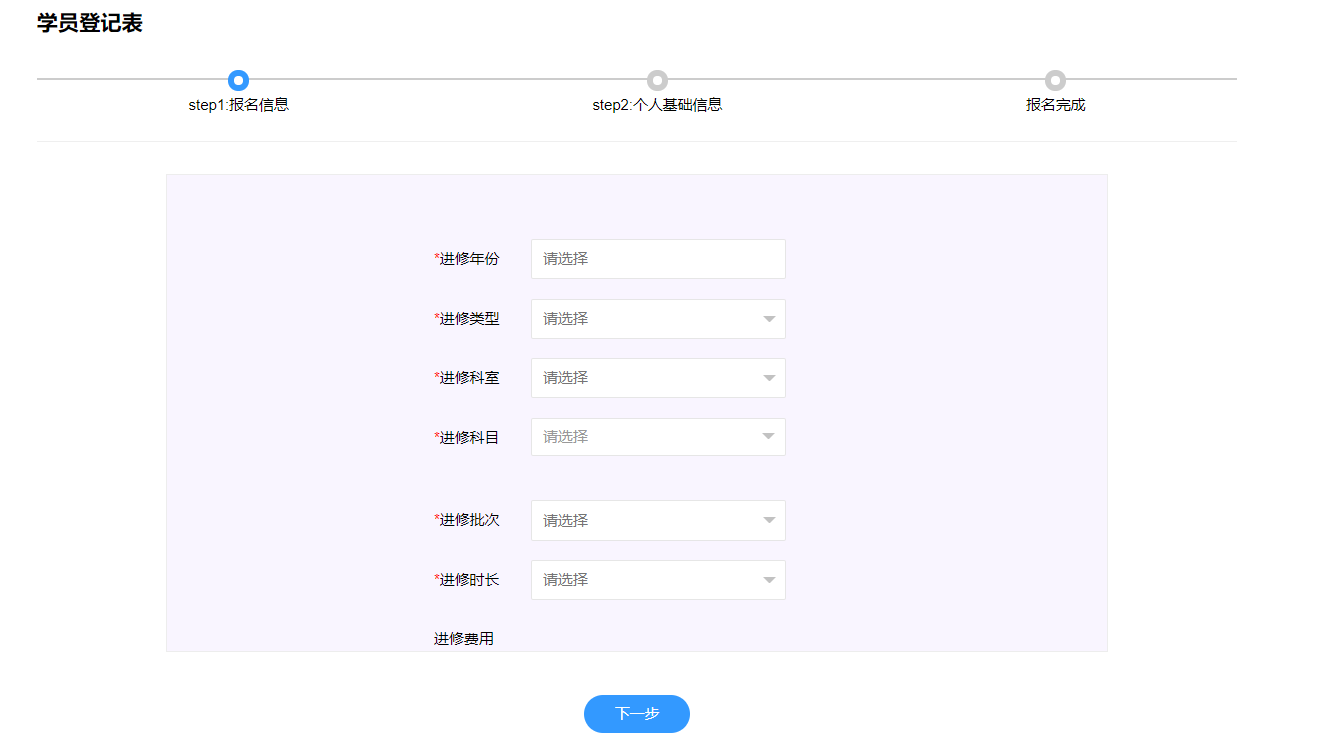 学员登记表
step1:报名信息
step2:个人基础信息
报名完成
*进修年份 请选择
*进修类型 请选择
*进修科室 请选择
*进修科目 请选择
*进修批次 请选择
*进修时长 请选择
进修费用
下一步